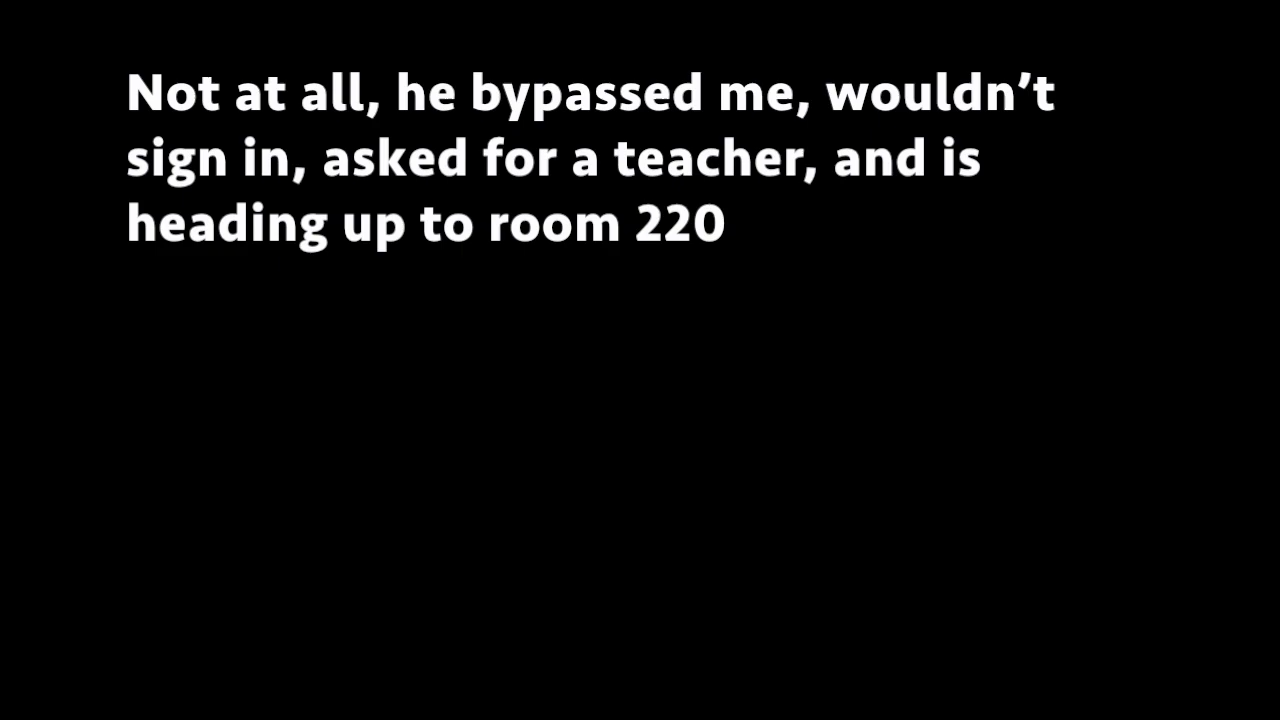 Not at all, he bypassed me, wouldn’t
sign in, asked for a teacher, and is
heading up to room 220